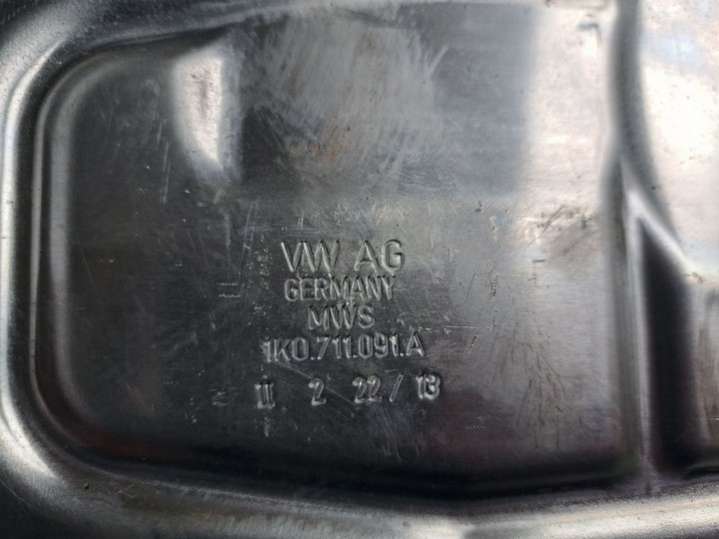 VW AG
GERMANY
MWS
1K0.711.091.A
11 2 22/13